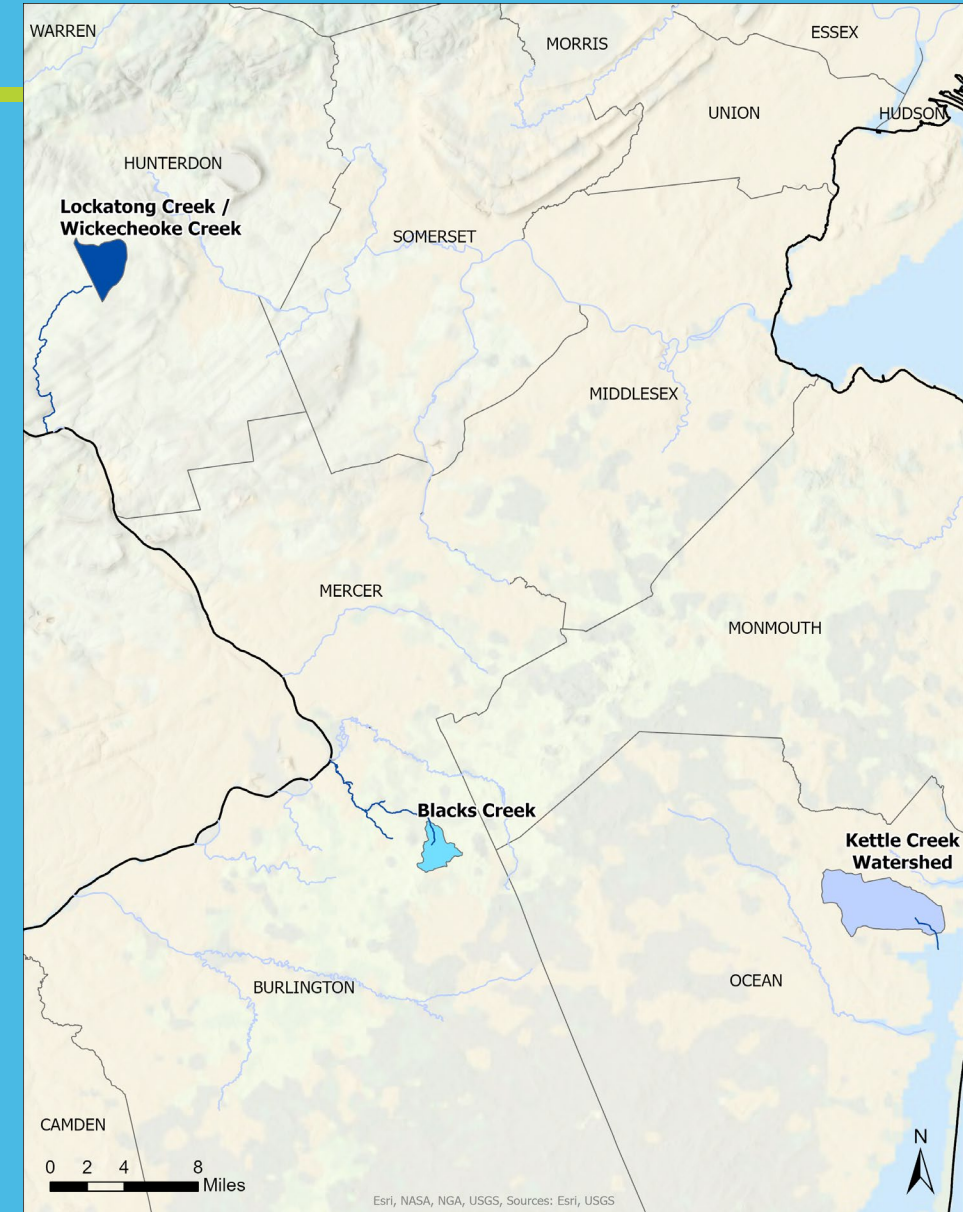 WARREN
MORRIS
ESSEX
UNION
HUDSON
HUNTERDON
Lockatong Creek /
Wickecheoke Creek
SOMERSET
MIDDLESEX
MERCER
MONMOUTH
Blacks Creek
Kettle Creek
Watershed
OCEAN
BURLINGTON
CAMDEN
N
0 2 4 8
Miles
Esri, NASA, NGA, USGS, Sources: Esri, USGS